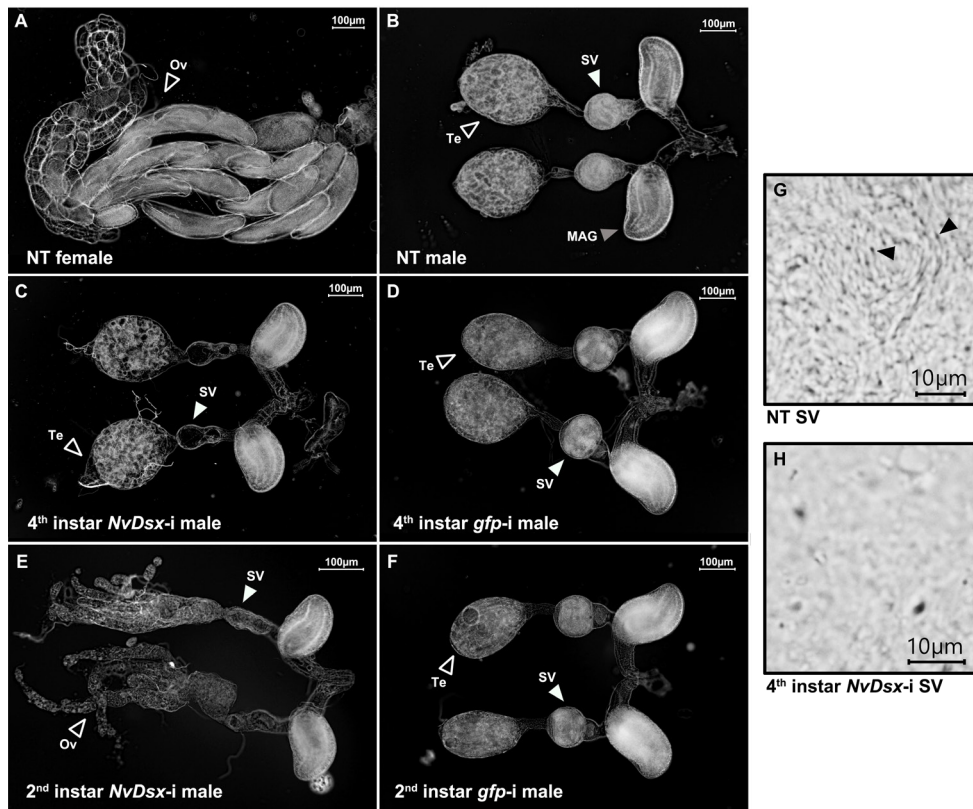 A
100µm
Ov
NT female
B
100µm
SV
Te
MAG
NT male
C
100µm
SV
Te
4th instar NvDsx-i male
D
100µm
Te
SV
4th instar gfp-i male
E
100µm
SV
Ov
2nd instar NvDsx-i male
F
100µm
Te
SV
2nd instar gfp-i male
G
10µm
NT SV
H
10µm
4th instar NvDsx-i SV